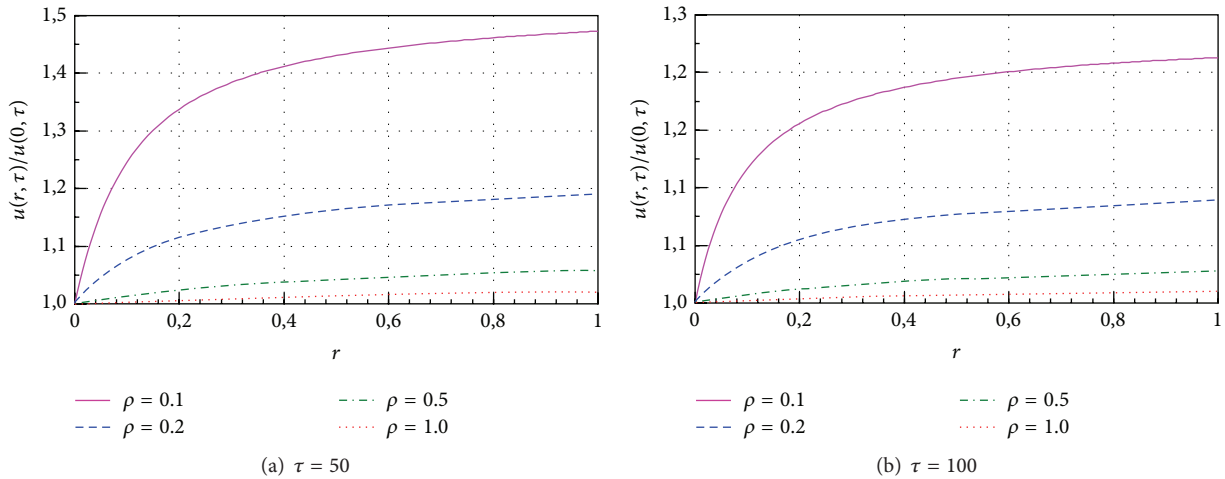 1,5
1,4
1,3
1,2
1,1
1,0
u(r, τ)/u(0, τ)
0
0,2
0,4
0,6
0,8
1
r
ρ = 0.1
ρ = 0.2
ρ = 0.5
ρ = 1.0
(a) τ = 50
1,3
1,2
1,2
1,1
1,1
1,0
u(r, τ)/u(0, τ)
0
0,2
0,4
0,6
0,8
1
r
ρ = 0.1
ρ = 0.2
ρ = 0.5
ρ = 1.0
(b) τ = 100